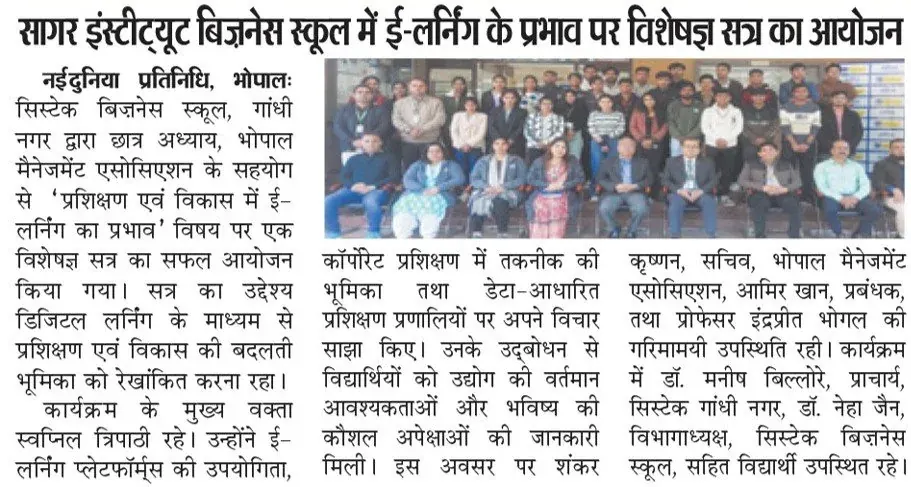 सागर इंस्टीट्यूट बिज़नेस स्कूल में ई-लर्निंग के प्रभाव पर विशेषज्ञ सत्र का आयोजन
नईदुनिया प्रतिनिधि, भोपालः
सिस्टेक बिज़नेस स्कूल, गांधी
नगर द्वारा छात्र अध्याय, भोपाल
मैनेजमेंट एसोसिएशन के सहयोग
से 'प्रशिक्षण एवं विकास में ई-
लर्निंग का प्रभाव' विषय पर एक
विशेषज्ञ सत्र का सफल आयोजन
किया गया। सत्र का उद्देश्य
डिजिटल लर्निंग के माध्यम से
प्रशिक्षण एवं विकास की बदलती
भूमिका को रेखांकित करना रहा।
कार्यक्रम के मुख्य वक्ता
स्वप्निल त्रिपाठी रहे। उन्होंने ई-
लर्निंग प्लेटफॉर्म्स की उपयोगिता,
कॉर्पोरेट प्रशिक्षण में तकनीक की
भूमिका तथा डेटा-आधारित
प्रशिक्षण प्रणालियों पर अपने विचार
साझा किए। उनके उद्बोधन से
विद्यार्थियों को उद्योग की वर्तमान
आवश्यकताओं और भविष्य की
कौशल अपेक्षाओं की जानकारी
मिली। इस अवसर पर शंकर
कृष्णन, सचिव, भोपाल मैनेजमेंट
एसोसिएशन, आमिर खान, प्रबंधक,
तथा प्रोफेसर इंद्रप्रीत भोगल की
गरिमामयी उपस्थिति रही। कार्यक्रम
में डॉ. मनीष बिल्लोरे, प्राचार्य,
सिस्टेक गांधी नगर, डॉ. नेहा जैन,
विभागाध्यक्ष, सिस्टेक बिज़नेस
स्कूल, सहित विद्यार्थी उपस्थित रहे।